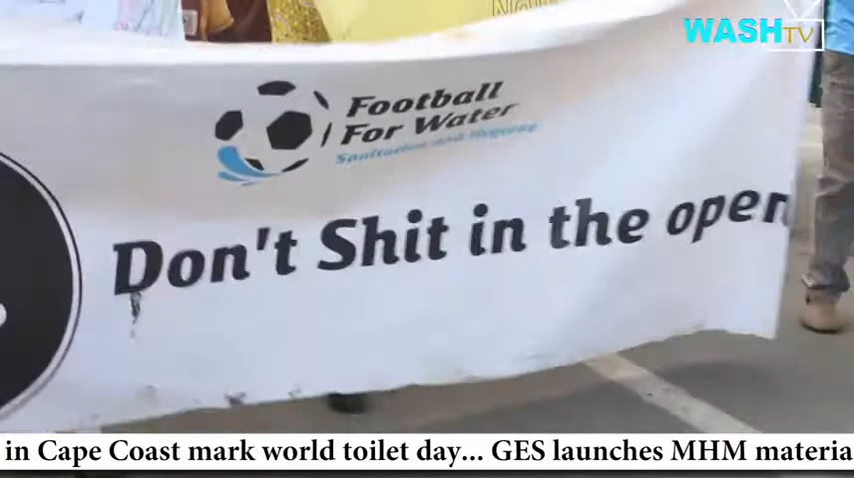 WASHTV
Football
For Water
Sanitation and Hygiene
Don't Shit in the open
in Cape Coast mark world toilet day... GES launches MHM materia